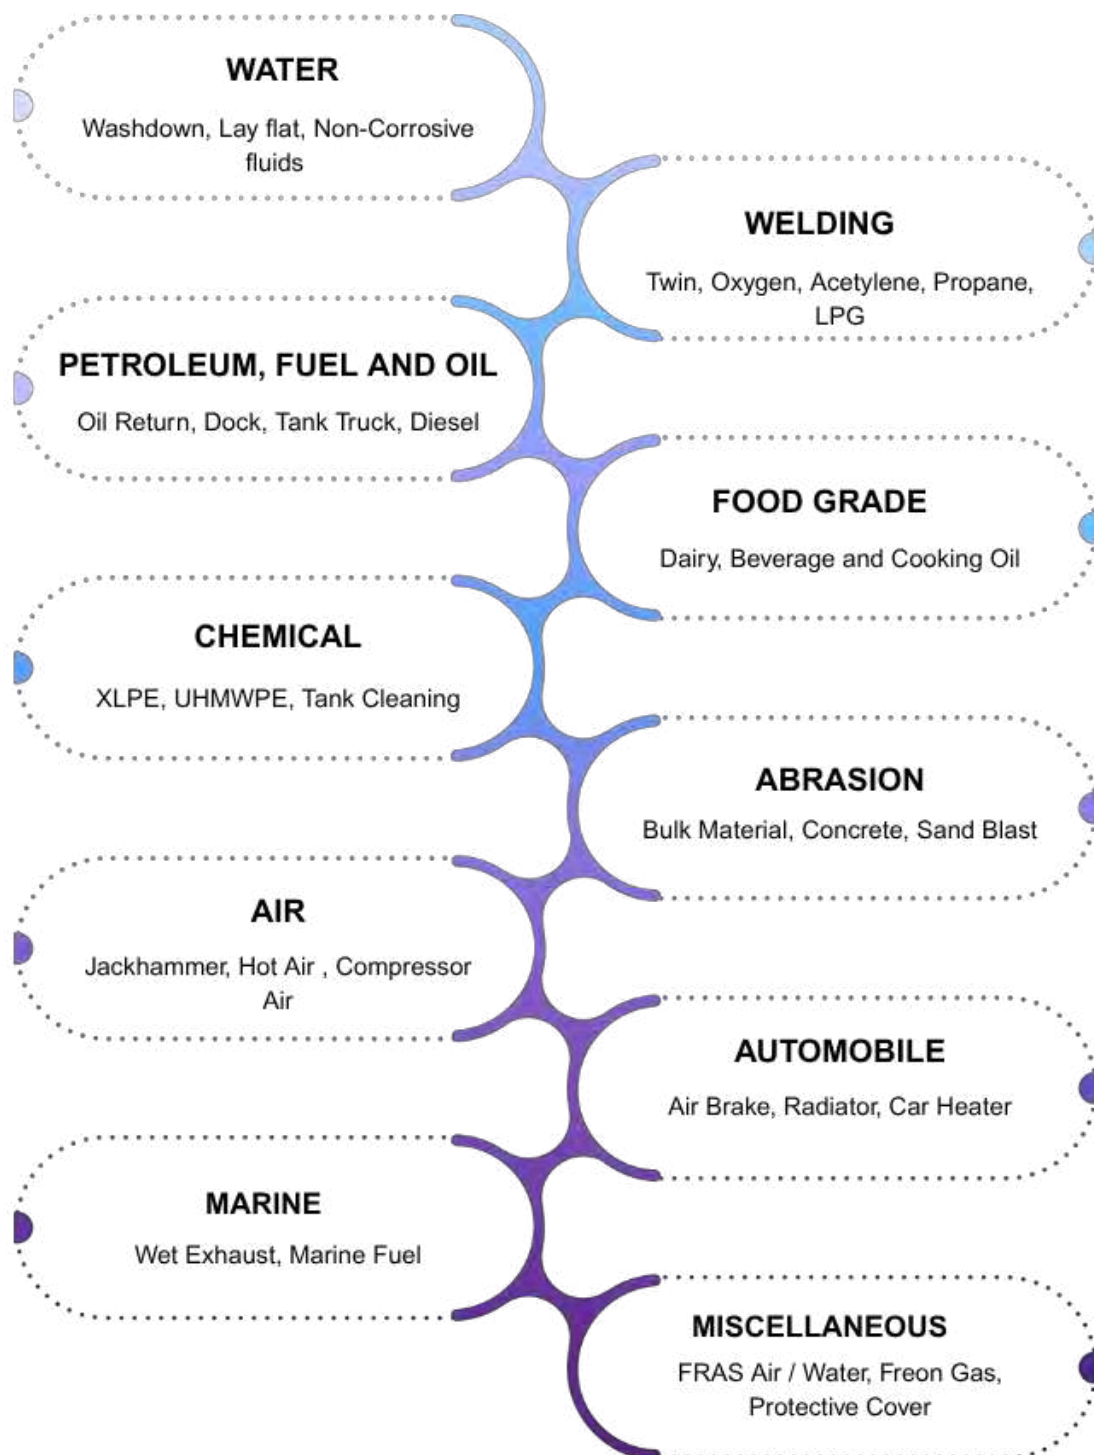 WATER
Washdown, Lay flat, Non-Corrosive
fluids
WELDING
Twin, Oxygen, Acetylene, Propane,
LPG
PETROLEUM, FUEL AND OIL
Oil Return, Dock, Tank Truck, Diesel
FOOD GRADE
Dairy, Beverage and Cooking Oil
CHEMICAL
XLPE, UHMWPE, Tank Cleaning
ABRASION
Bulk Material, Concrete, Sand Blast
AIR
Jackhammer, Hot Air , Compressor
Air
AUTOMOBILE
Air Brake, Radiator, Car Heater
MARINE
Wet Exhaust, Marine Fuel
MISCELLANEOUS
FRAS Air / Water, Freon Gas,
Protective Cover